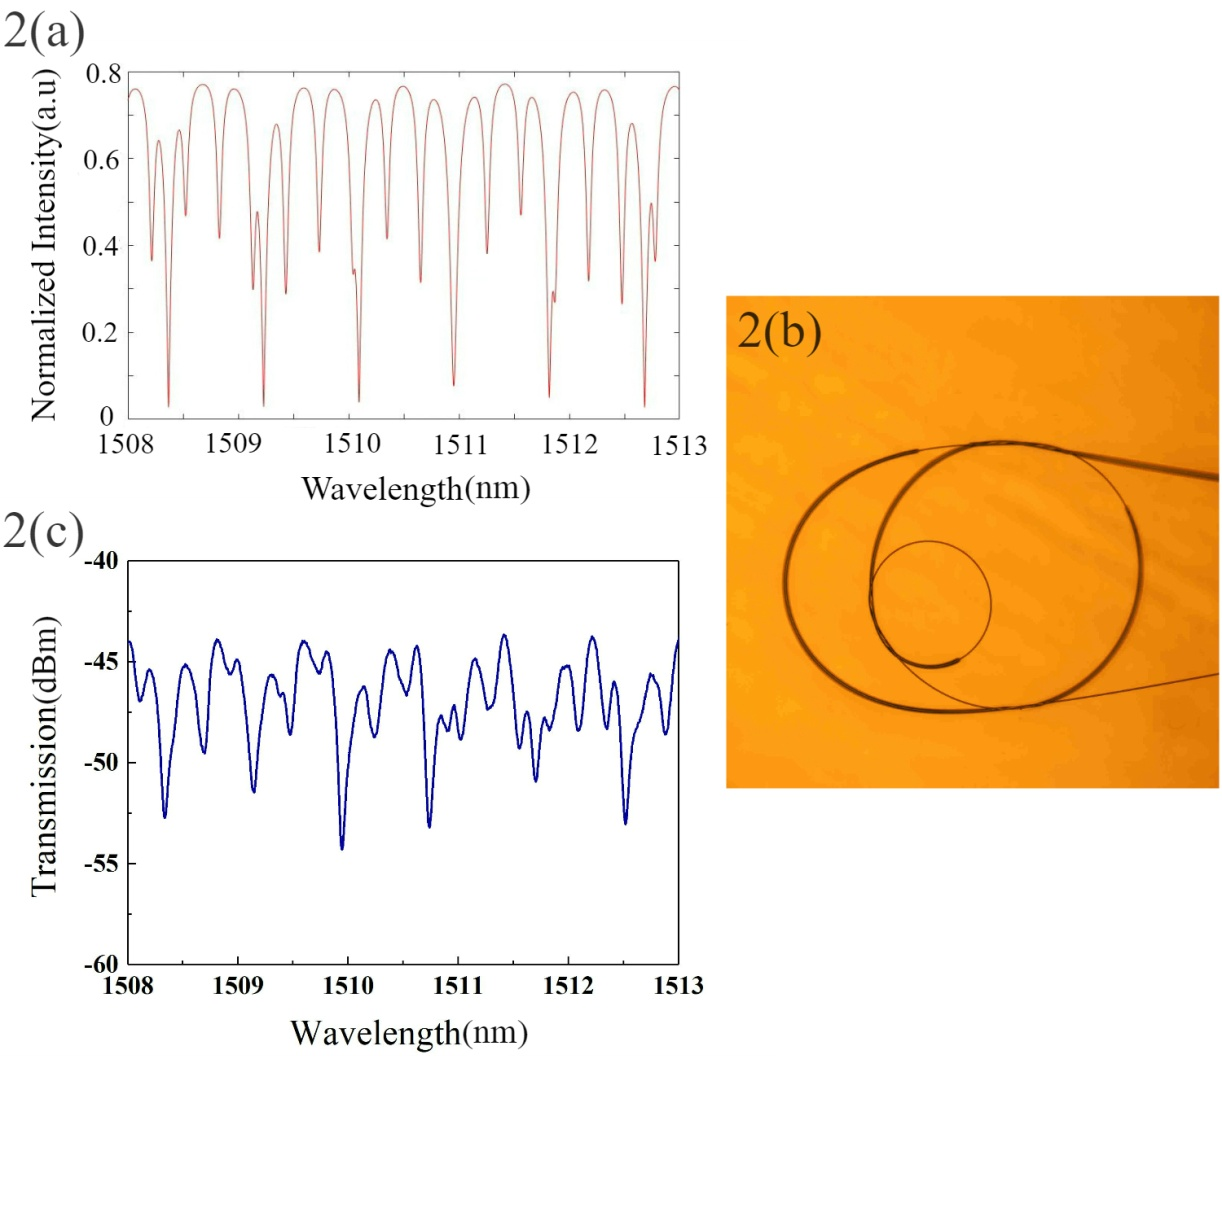 2(a)
Normalized Intensity(a.u)
0.8
0.6
0.4
0.2
0
1508 1509 1510 1511 1512 1513
Wavelength(nm)
2(b)
2(c)
Transmission(dBm)
-40
-45
-50
-55
-60
1508 1509 1510 1511 1512 1513
Wavelength(nm)